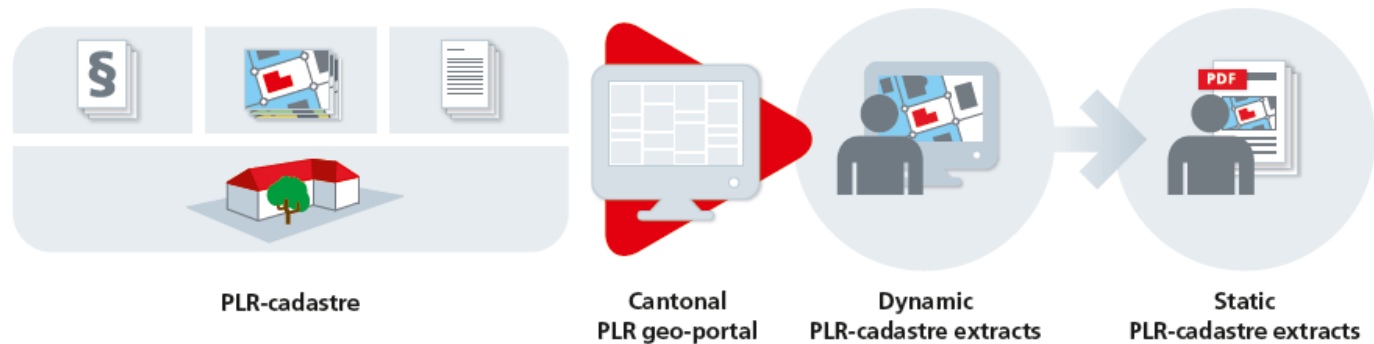 §
PDF
PLR-cadastre
Cantonal
PLR geo-portal
Dynamic
PLR-cadastre extracts
Static
PLR-cadastre extracts